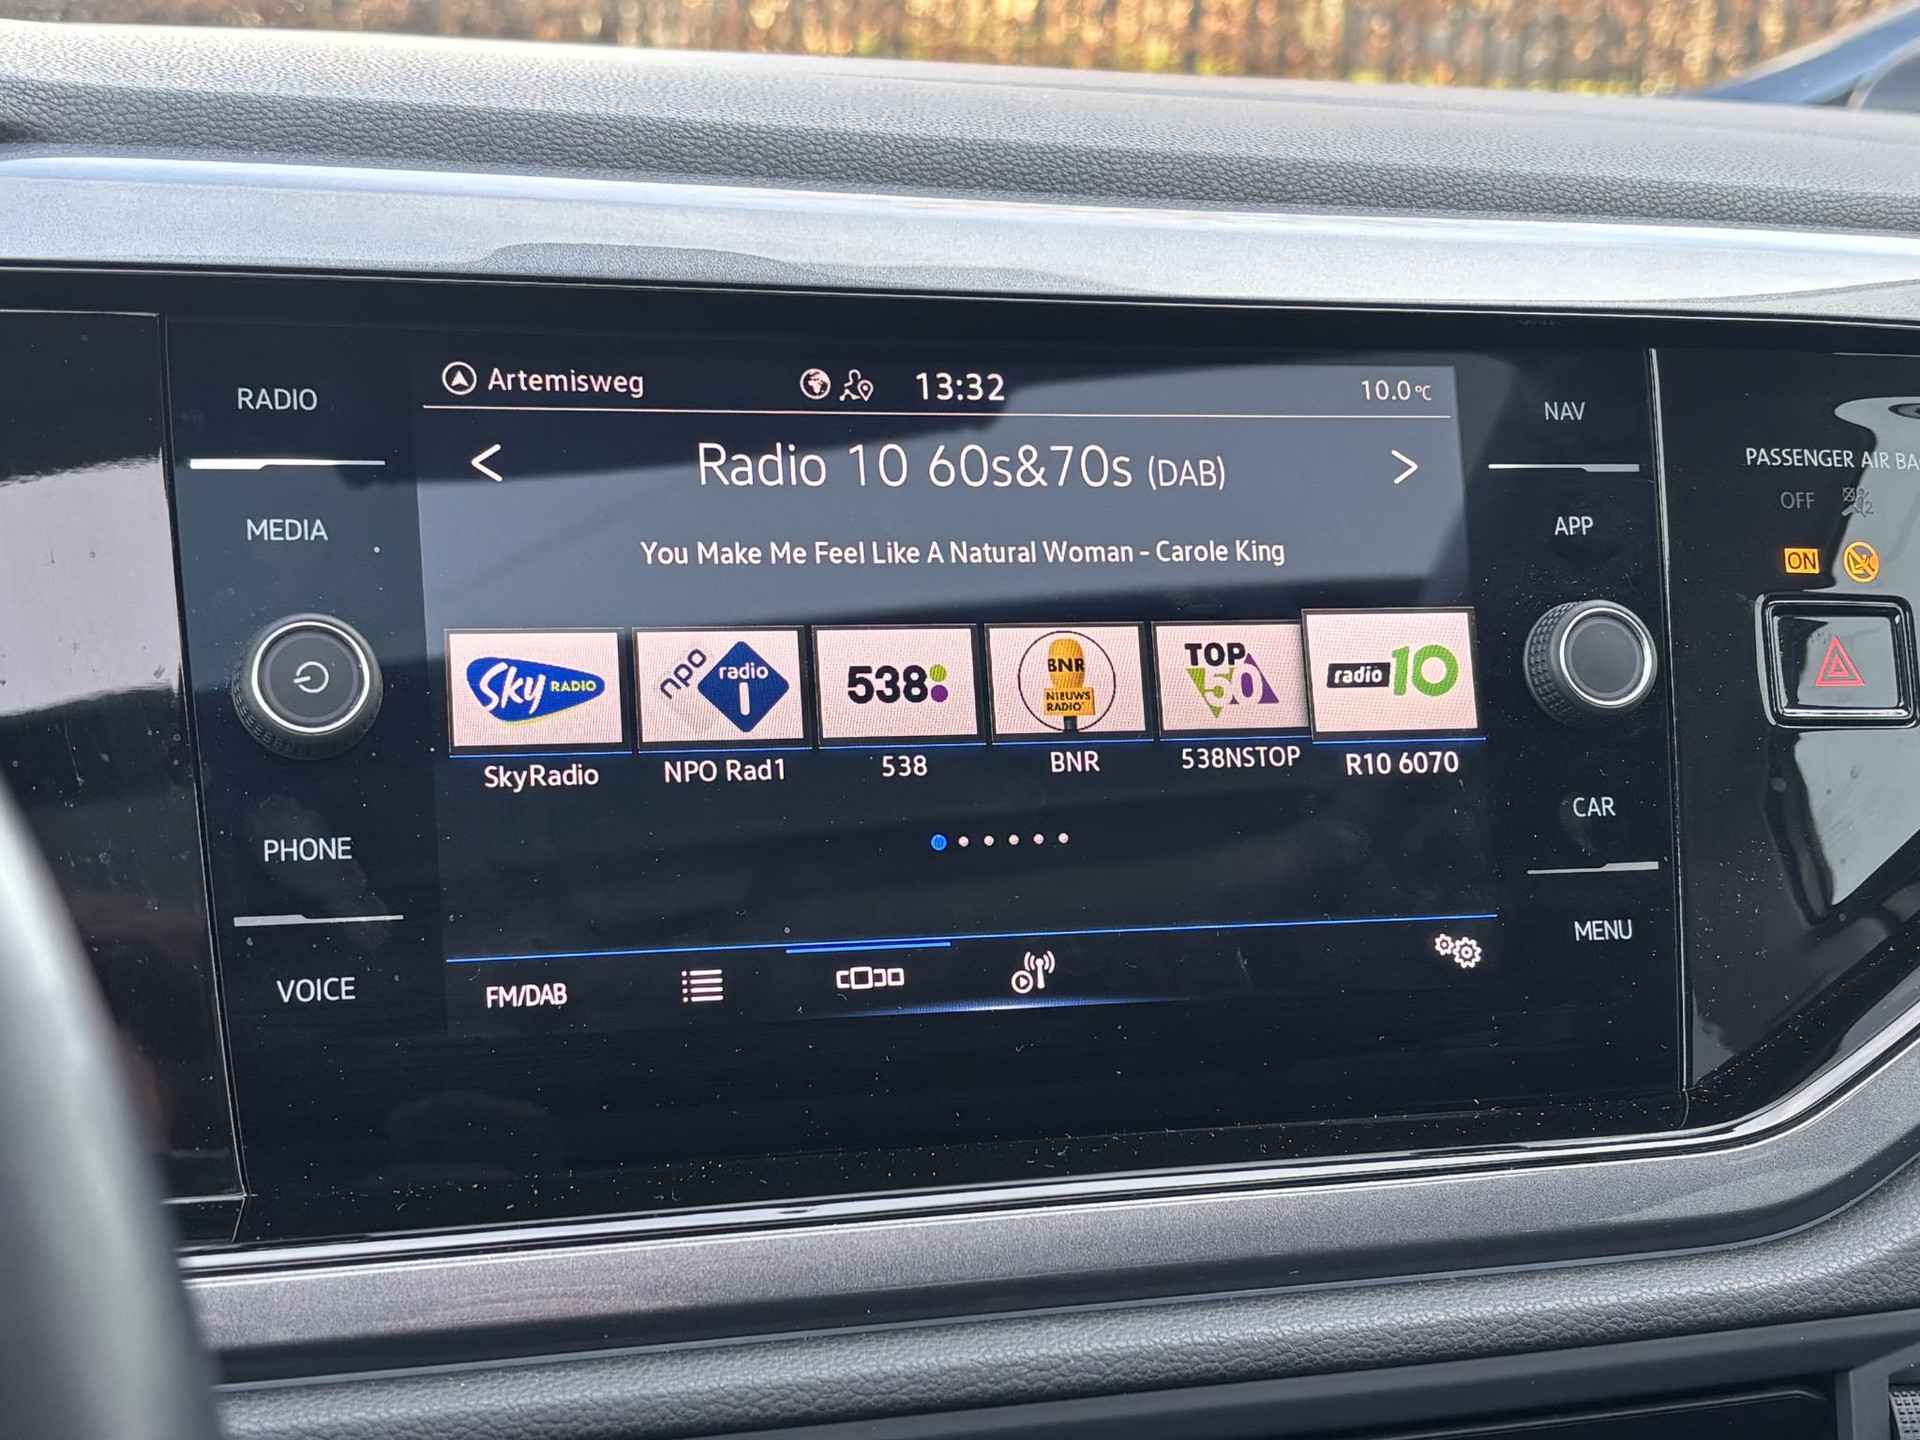 RADIO
MEDIA
PHONE
VOICE
Artemisweg
13:32
10.0°C
< Radio 10 60s&70s (DAB) >
You Make Me Feel Like A Natural Woman - Carole King
Sky RADIO
npo radio 1
538
BNR NIEUWS RADIO
TOP 50
radio 10
SkyRadio
NPO Rad1
538
BNR
538NSTOP
R10 6070
FM/DAB
NAV
APP
CAR
MENU
PASSENGER AIR BA
OFF
ON